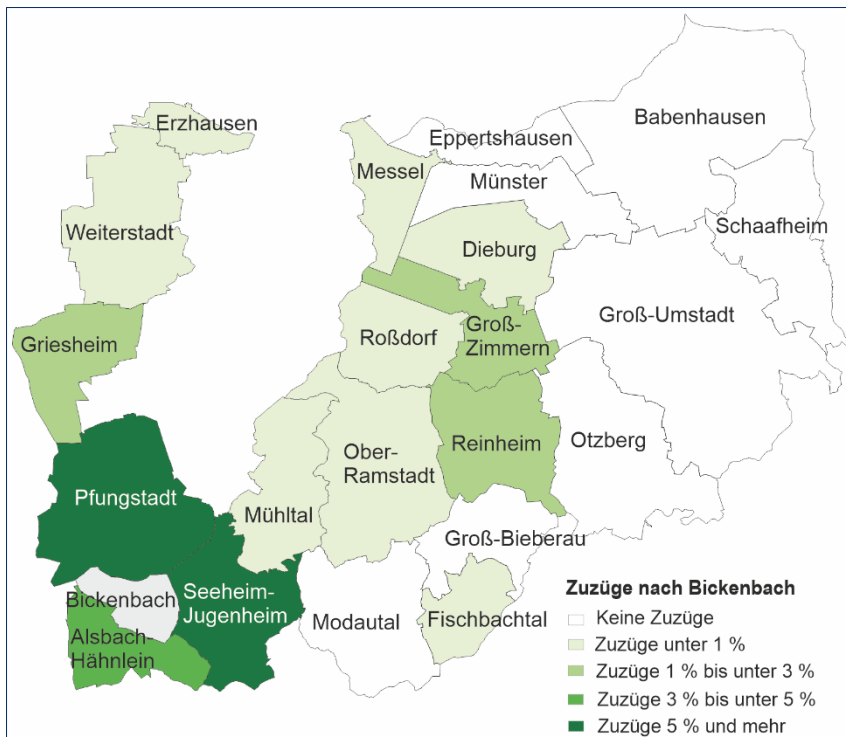 Erzhausen
Babenhausen
Eppertshausen
Messel
Münster
Schaafheim
Weiterstadt
Dieburg
Groß-Umstadt
Griesheim
Roßdorf
Groß-
Zimmern
Reinheim
Otzberg
Ober-
Ramstadt
Pfungstadt
Mühltal
Groß-Bieberau
Bickenbach
Seeheim-
Jugenheim
Modautal
Fischbachtal
Alsbach-
Hähnlein
Zuzüge nach Bickenbach
Keine Zuzüge
Zuzüge unter 1 %
Zuzüge 1 % bis unter 3 %
Zuzüge 3 % bis unter 5 %
Zuzüge 5 % und mehr